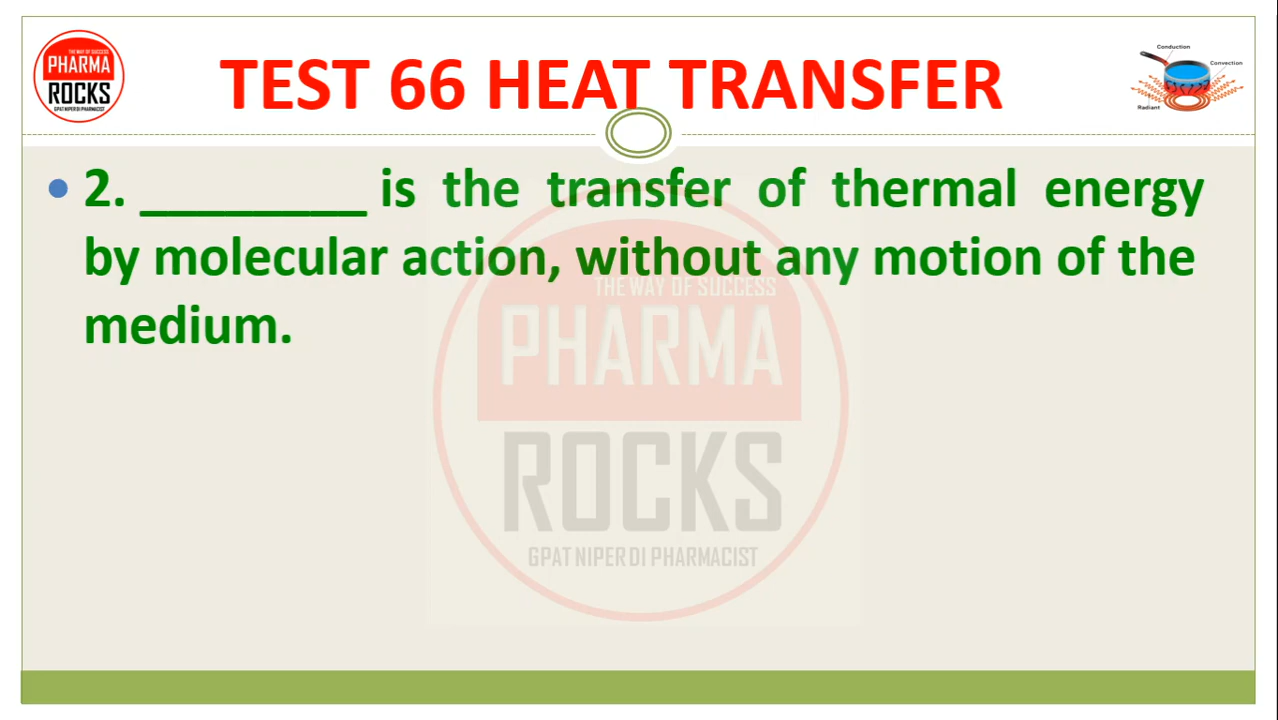 THE WAY OF SUCCESS
PHARMA
ROCKS
GPAT NIPER DI PHARMACIST
TEST 66 HEAT TRANSFER
Conduction
Convection
Radiant
• 2. ________ is the transfer of thermal energy
by molecular action, without any motion of the
medium.
THE WAY OF SUCCESS
PHARMA
ROCKS
GPAT NIPER DI PHARMACIST